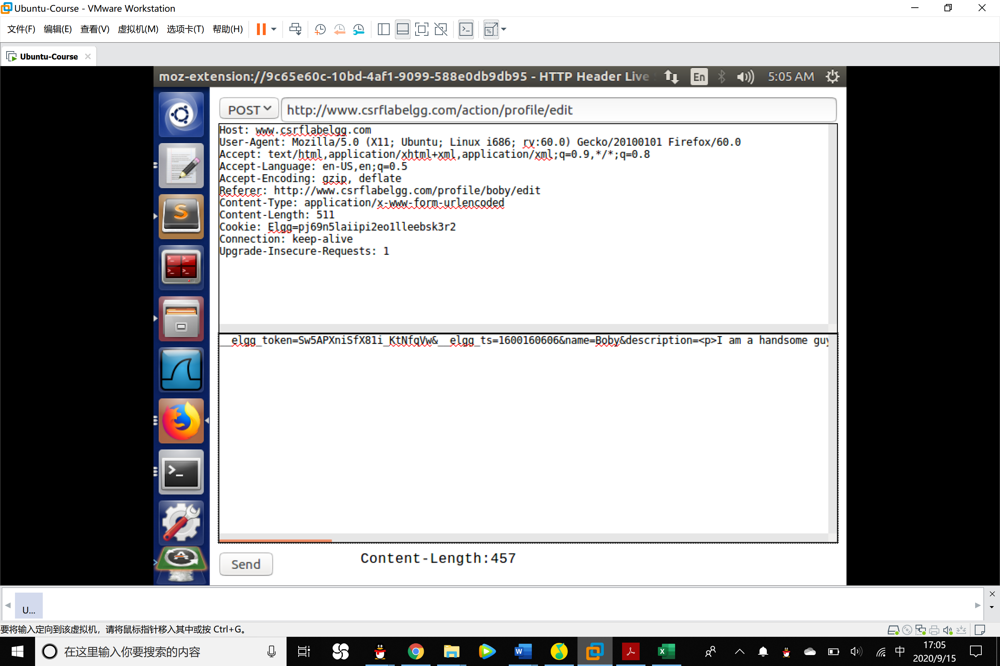 Ubuntu-Course - VMware Workstation
文件(F) 编辑(E) 查看(V) 虚拟机(M) 选项卡(T) 帮助(H)
Ubuntu-Course
moz-extension://9c65e60c-10bd-4af1-9099-588e0db9db95 - HTTP Header Live
En
5:05 AM
POST
http://www.csrflabelgg.com/action/profile/edit
Host: www.csrflabelgg.com
User-Agent: Mozilla/5.0 (X11; Ubuntu; Linux i686; rv:60.0) Gecko/20100101 Firefox/60.0
Accept: text/html,application/xhtml+xml,application/xml;q=0.9,*/*;q=0.8
Accept-Language: en-US,en;q=0.5
Accept-Encoding: gzip, deflate
Referer: http://www.csrflabelgg.com/profile/boby/edit
Content-Type: application/x-www-form-urlencoded
Content-Length: 511
Cookie: Elgg=pj69n5laiipi2eo1lleebsk3r2
Connection: keep-alive
Upgrade-Insecure-Requests: 1
__elgg_token=Sw5APXniSfX81i_KtNfqVw&__elgg_ts=1600160606&name=Boby&description=<p>I am a handsome guy
Send
Content-Length:457
U...
要将输入定向到该虚拟机，请将鼠标指针移入其中或按 Ctrl+G。
在这里输入你要搜索的内容
中
17:05
2020/9/15